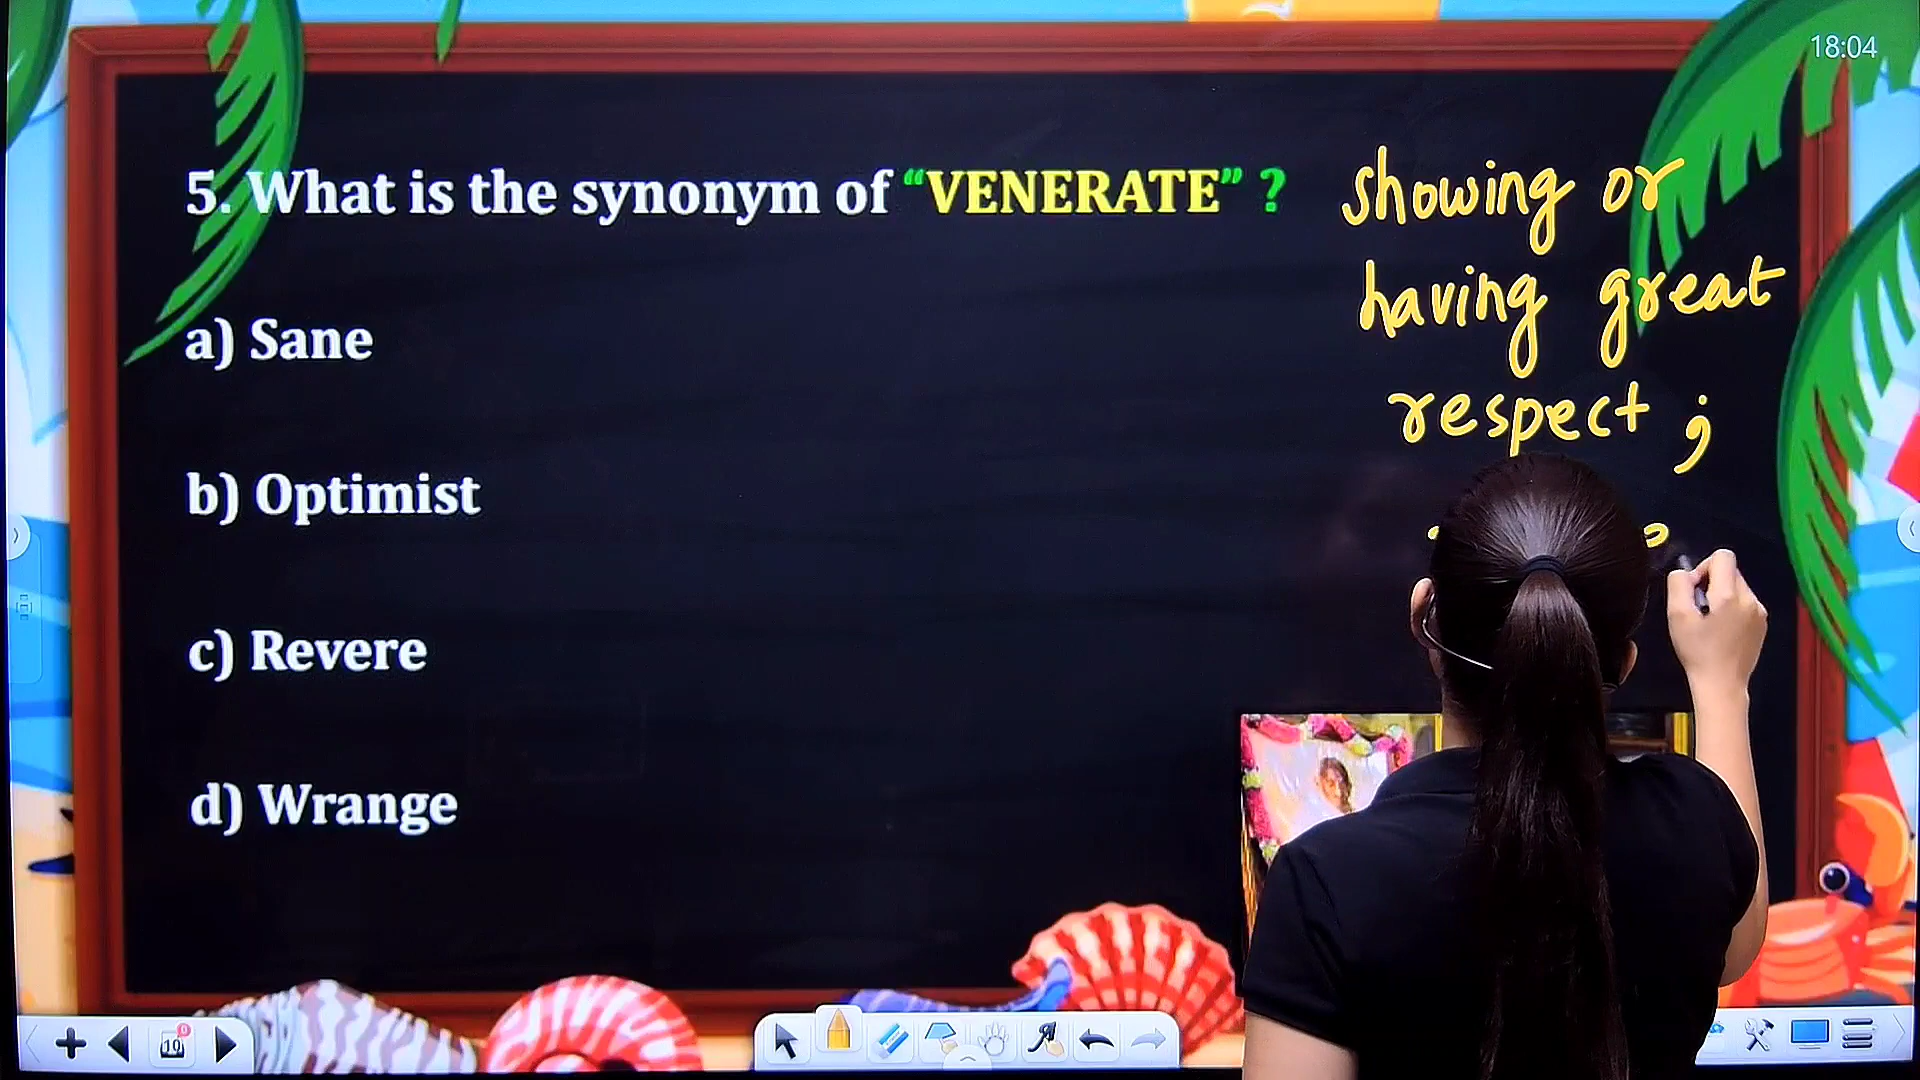 18:04
5. What is the synonym of “VENERATE” ?
showing or
having great
respect ;
a) Sane
b) Optimist
c) Revere
d) Wrange
10
0